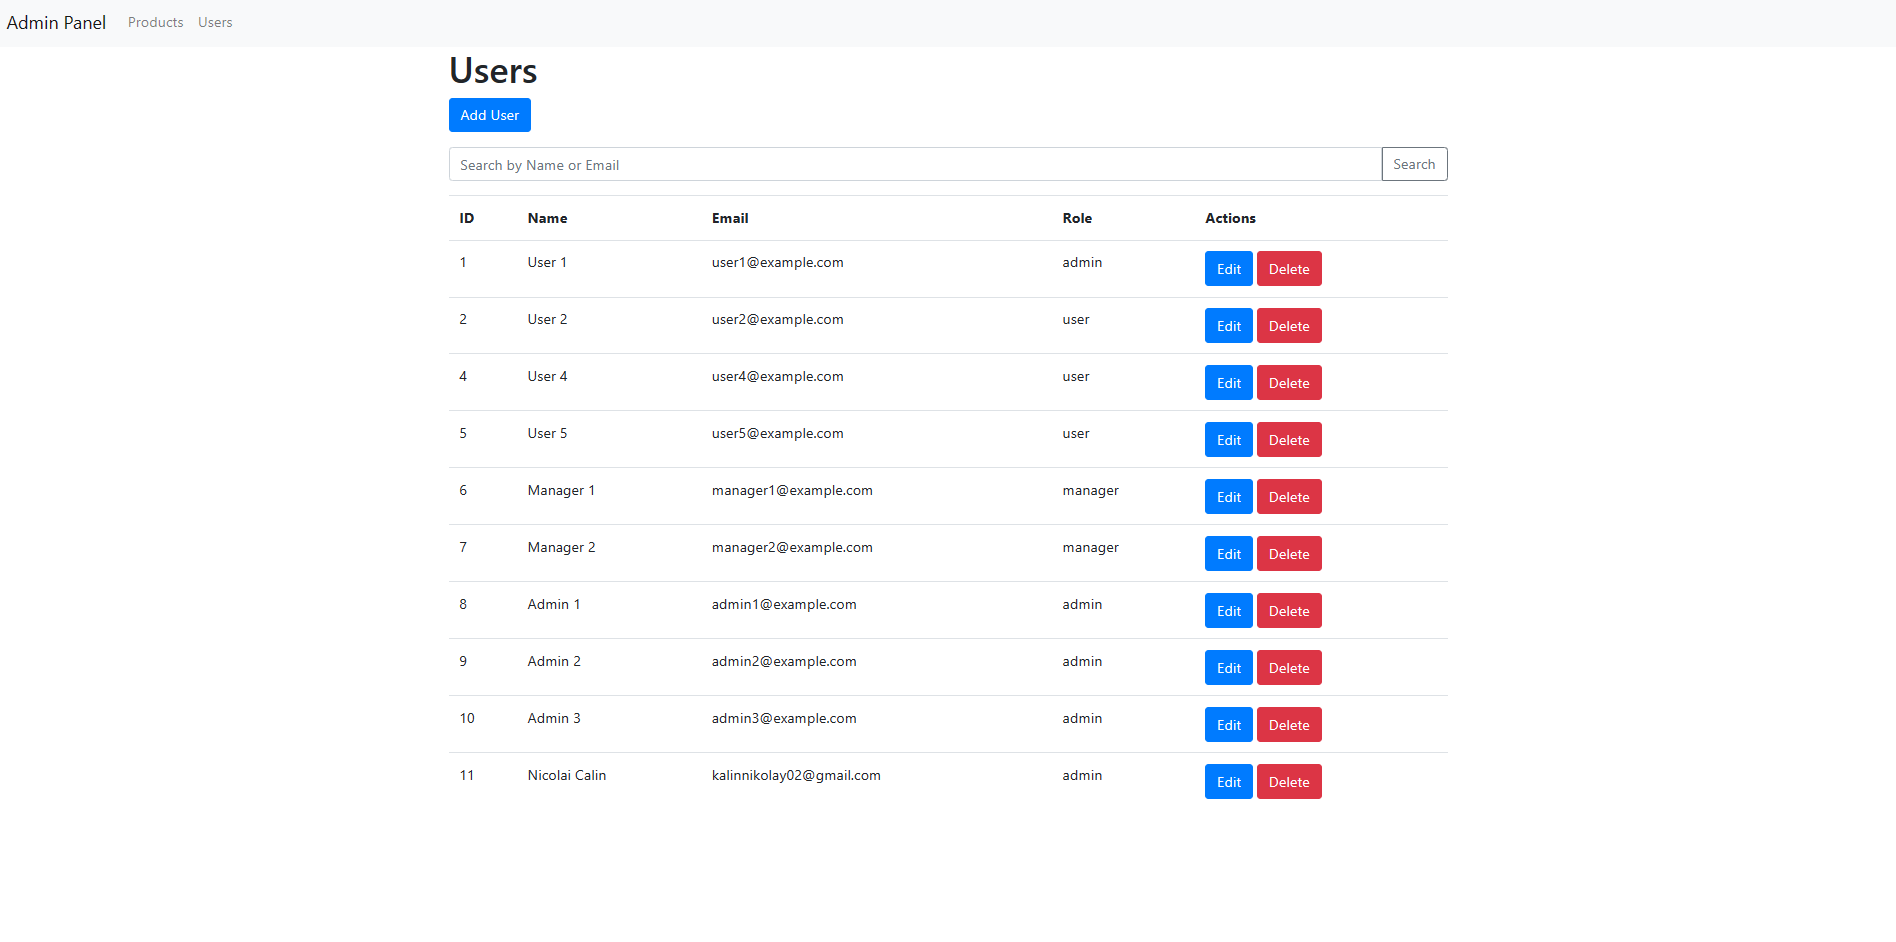 Admin Panel Products Users
Users
Add User
Search by Name or Email Search
ID Name Email Role Actions
1 User 1 user1@example.com admin Edit Delete
2 User 2 user2@example.com user Edit Delete
4 User 4 user4@example.com user Edit Delete
5 User 5 user5@example.com user Edit Delete
6 Manager 1 manager1@example.com manager Edit Delete
7 Manager 2 manager2@example.com manager Edit Delete
8 Admin 1 admin1@example.com admin Edit Delete
9 Admin 2 admin2@example.com admin Edit Delete
10 Admin 3 admin3@example.com admin Edit Delete
11 Nicolai Calin kalinnikolay02@gmail.com admin Edit Delete